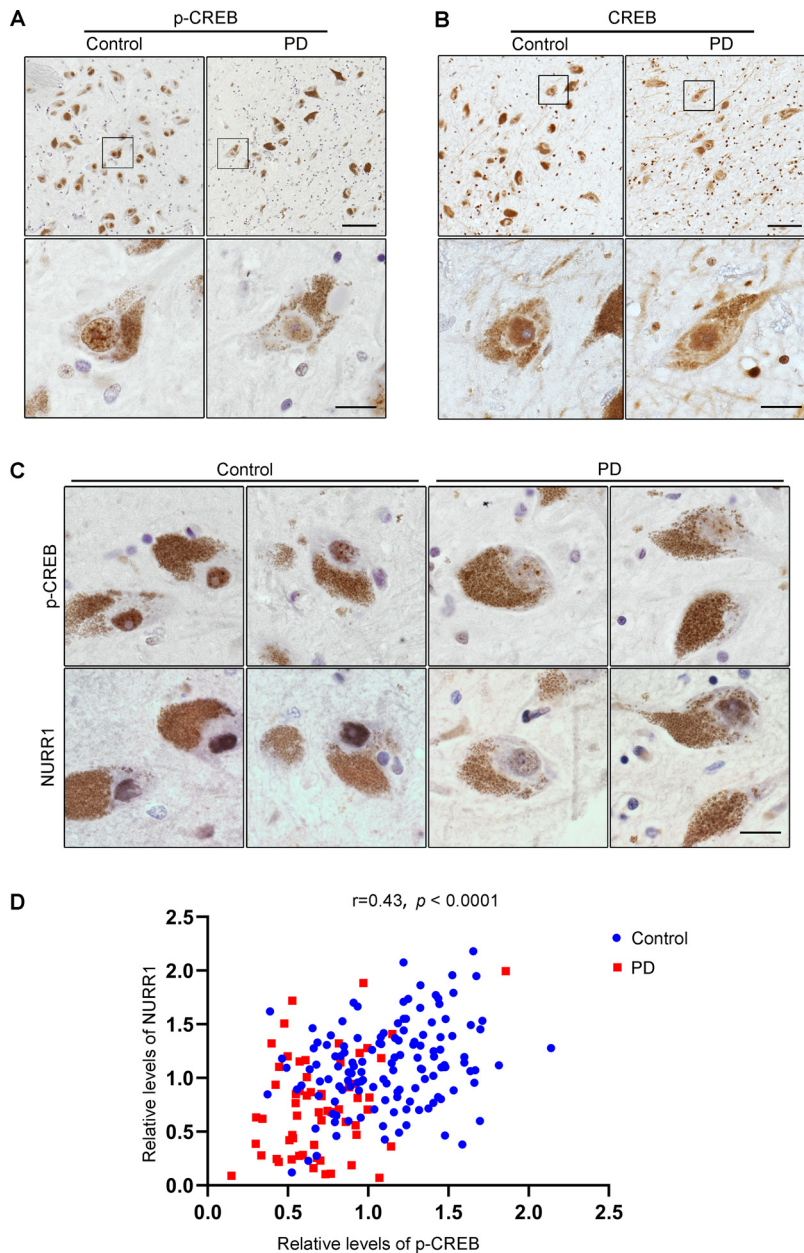 A
p-CREB
Control PD
B
CREB
Control PD
C
Control PD
p-CREB
NURR1
D
r=0.43, p < 0.0001
2.5
2.0
1.5
1.0
0.5
0.0
Relative levels of NURR1
0.0 0.5 1.0 1.5 2.0 2.5
Relative levels of p-CREB
Control
PD